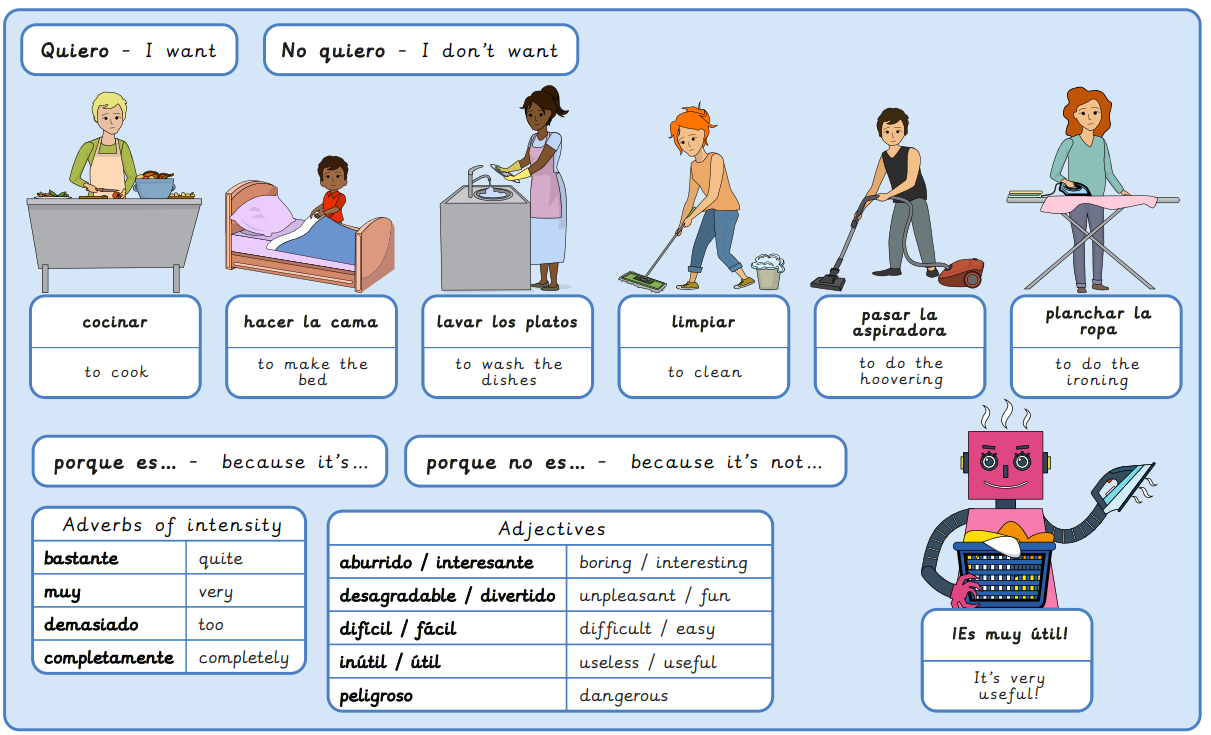 Quiero - I want
No quiero - I don't want
cocinar
to cook
hacer la cama
to make the
bed
lavar los platos
to wash the
dishes
limpiar
to clean
pasar la
aspiradora
to do the
hoovering
planchar la
ropa
to do the
ironing
porque es... - because it's...
porque no es... - because it's not...
Adverbs of intensity
bastante quite
muy very
demasiado too
completamente completely
Adjectives
aburrido / interesante boring / interesting
desagradable / divertido unpleasant / fun
difícil / fácil difficult / easy
inútil / útil useless / useful
peligroso dangerous
¡Es muy útil!
It's very
useful!